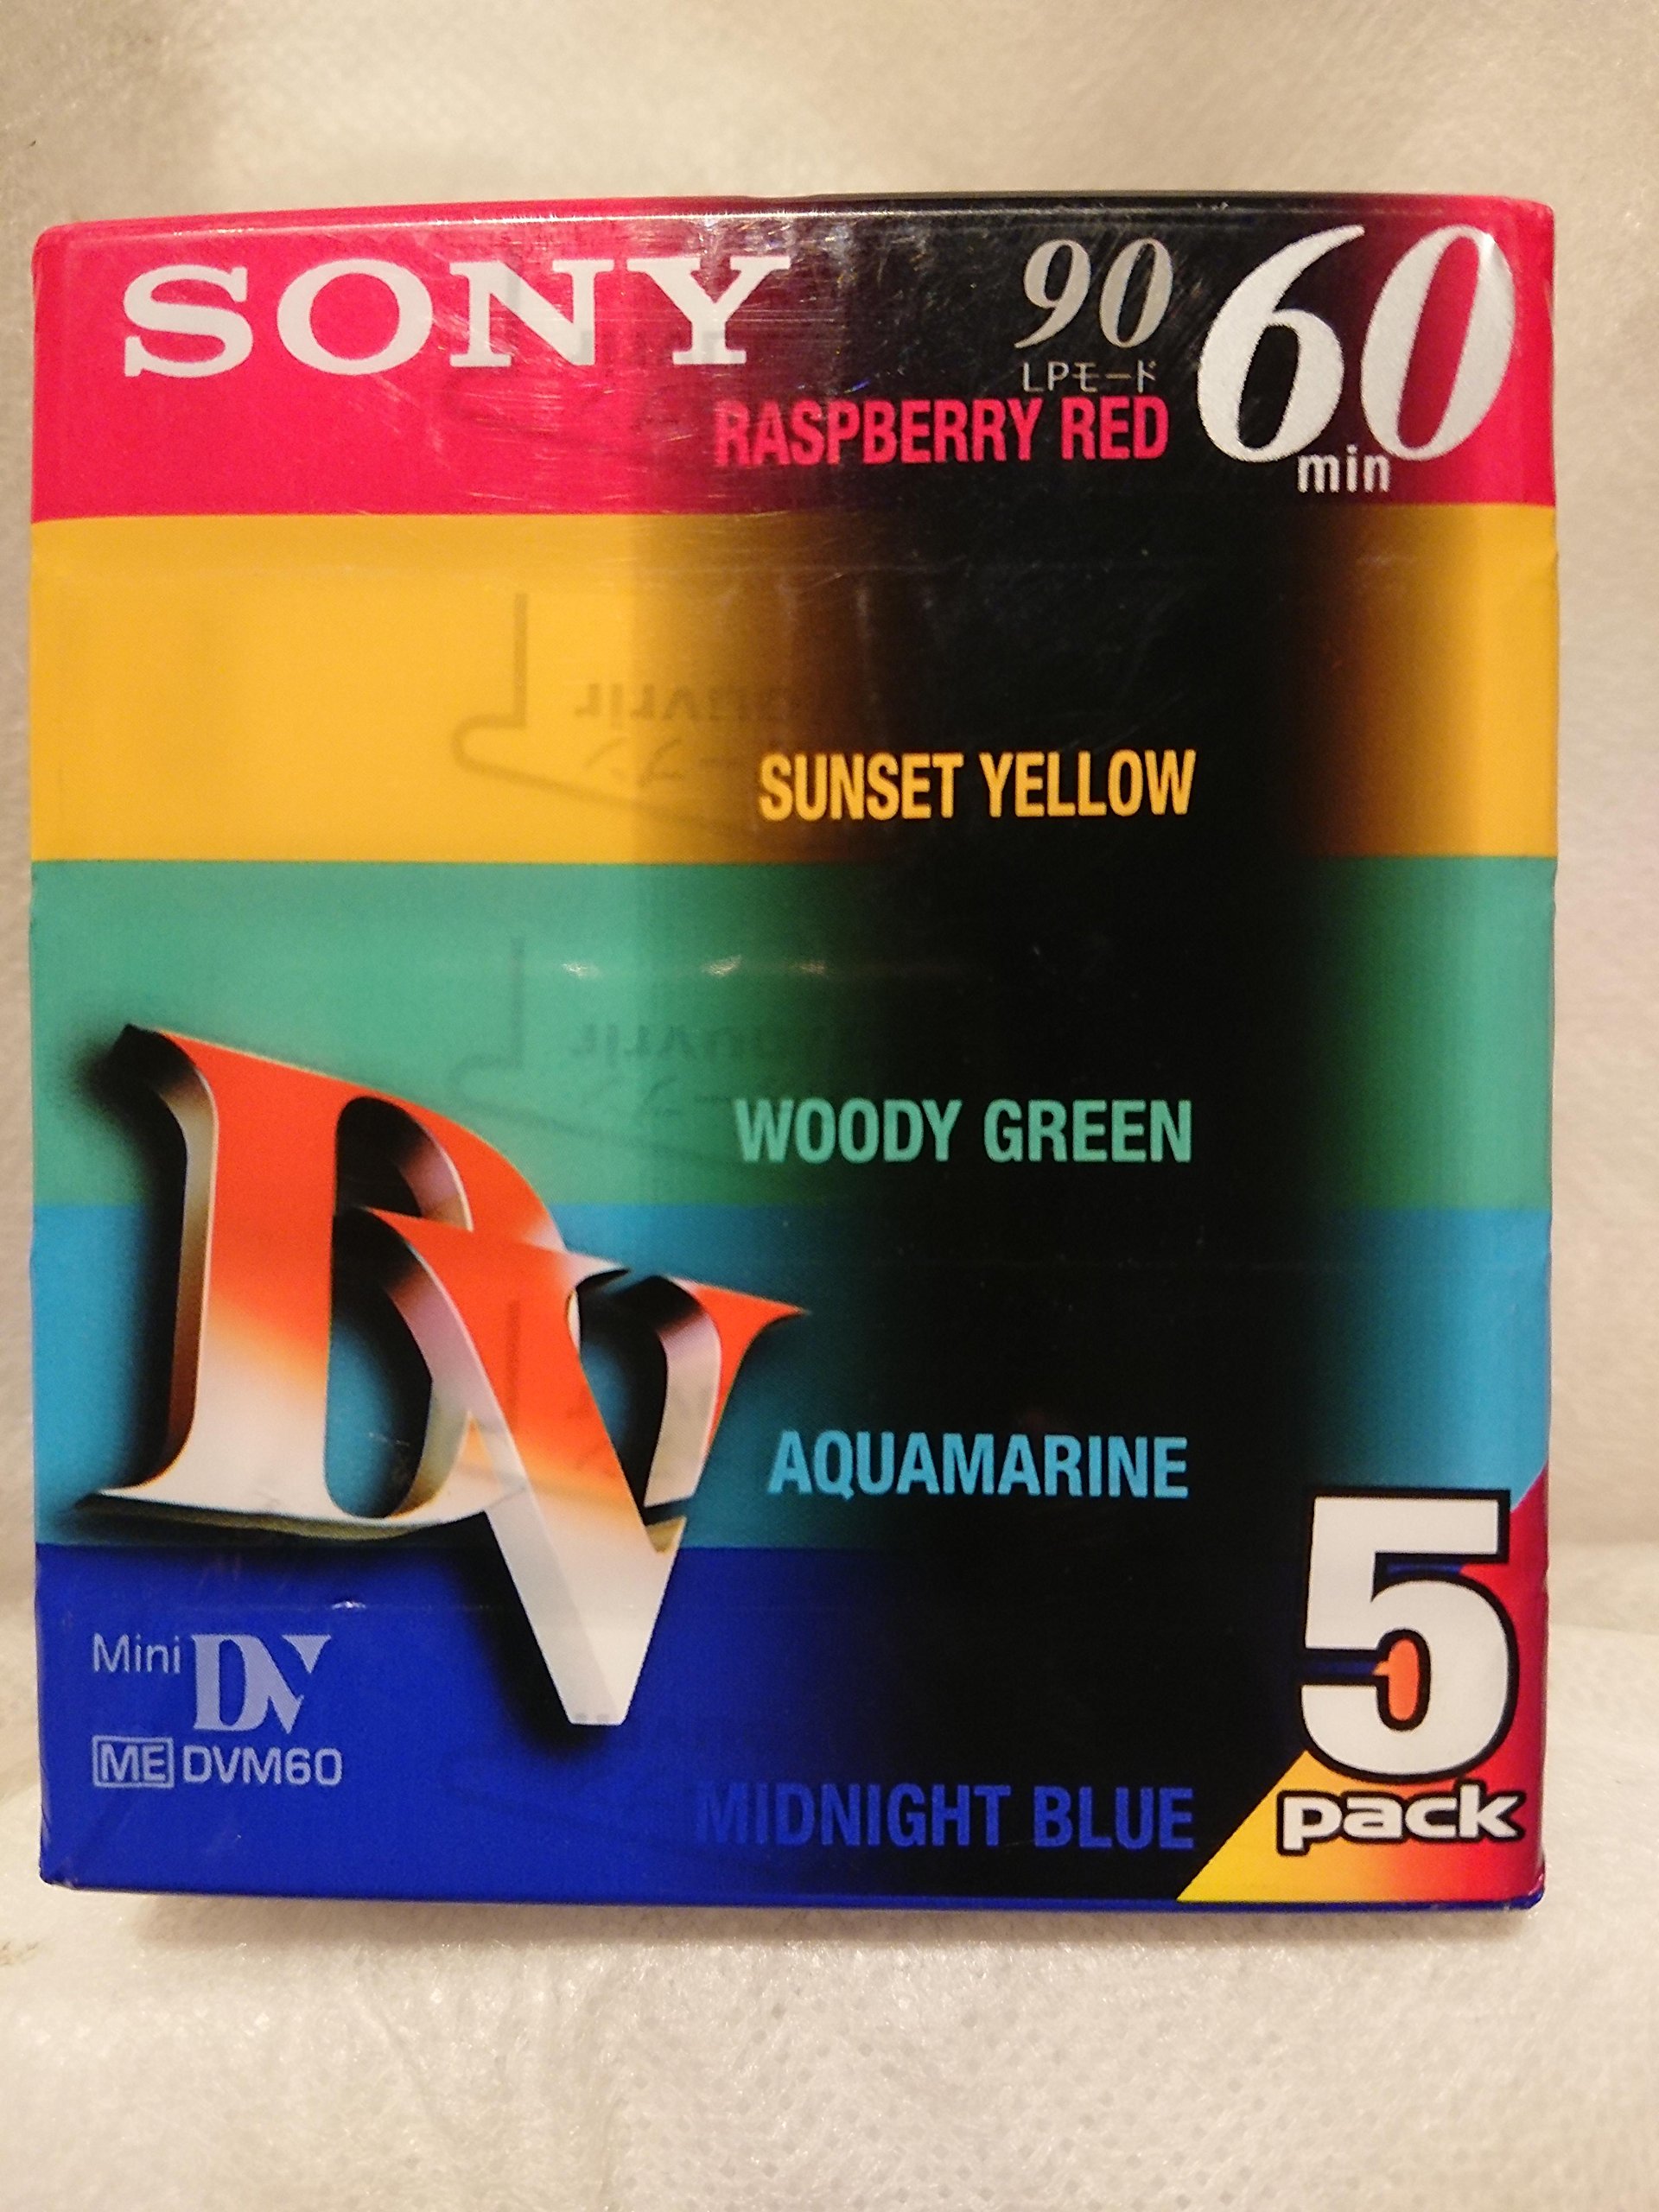 SONY
90
LPモード
60
min
RASPBERRY RED
SUNSET YELLOW
WOODY GREEN
DV
AQUAMARINE
Mini DV
ME DVM60
MIDNIGHT BLUE
5
pack